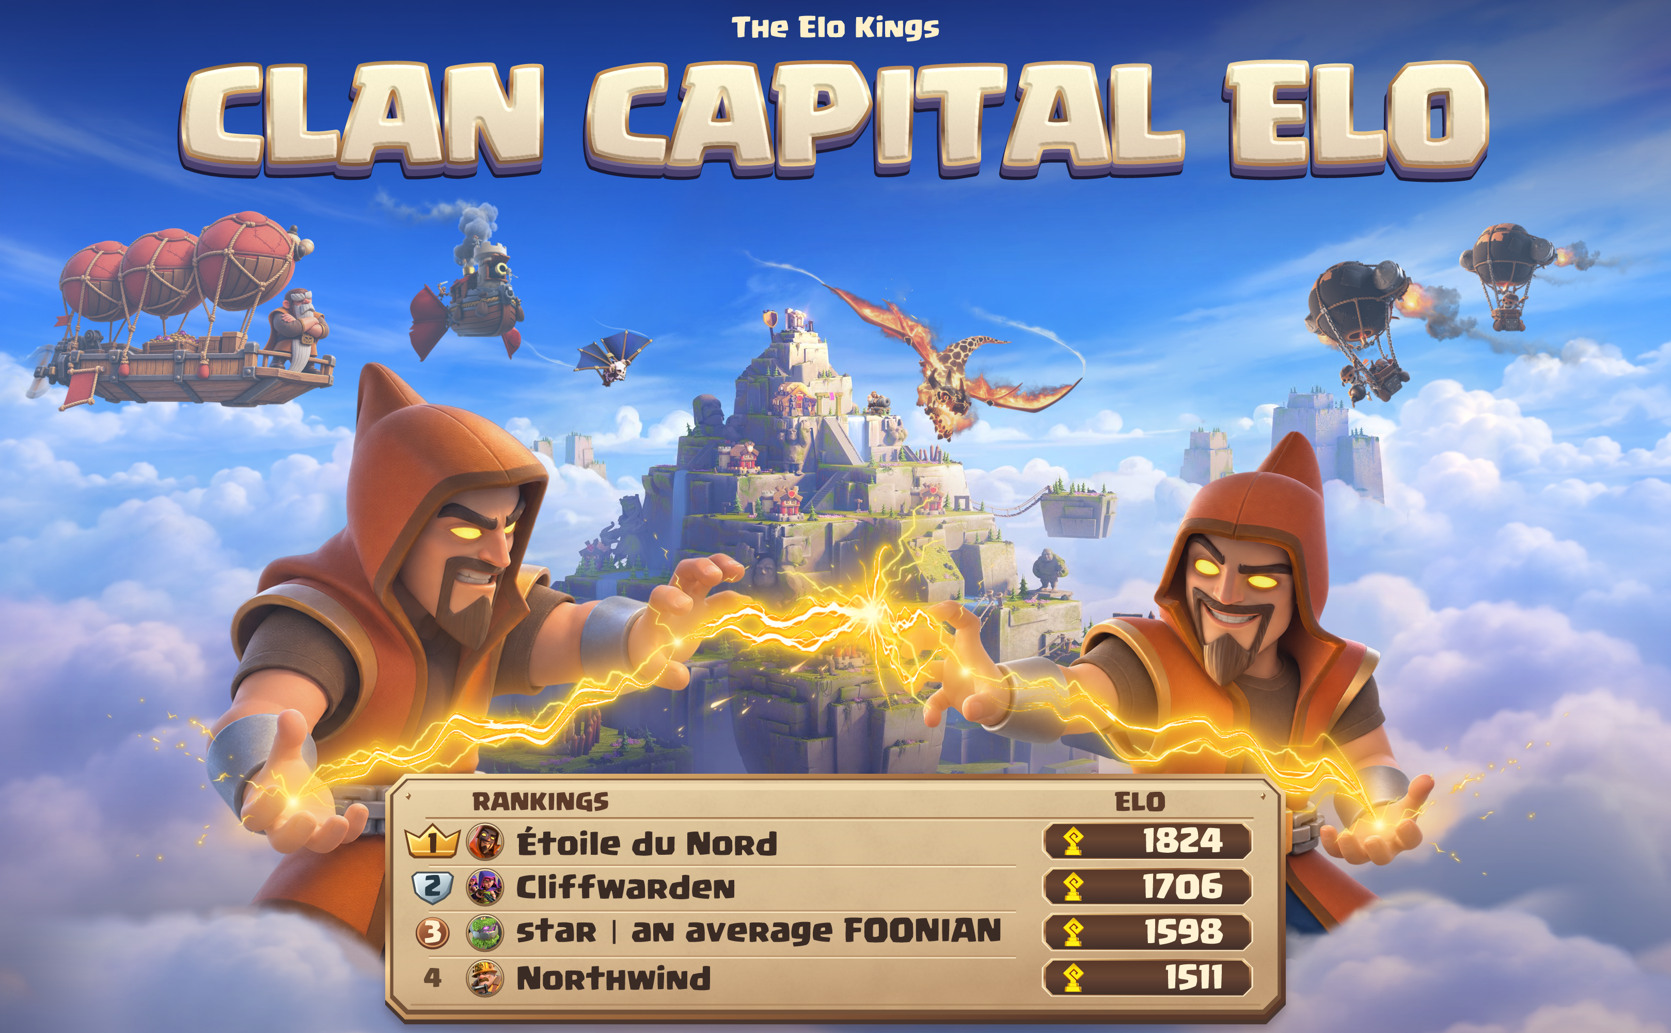 The Elo Kings
CLAN CAPITAL ELO
RANKINGS ELO
1 Étoile du Nord 1824
2 Cliffwarden 1706
3 star | an average FOONIAN 1598
4 Northwind 1511